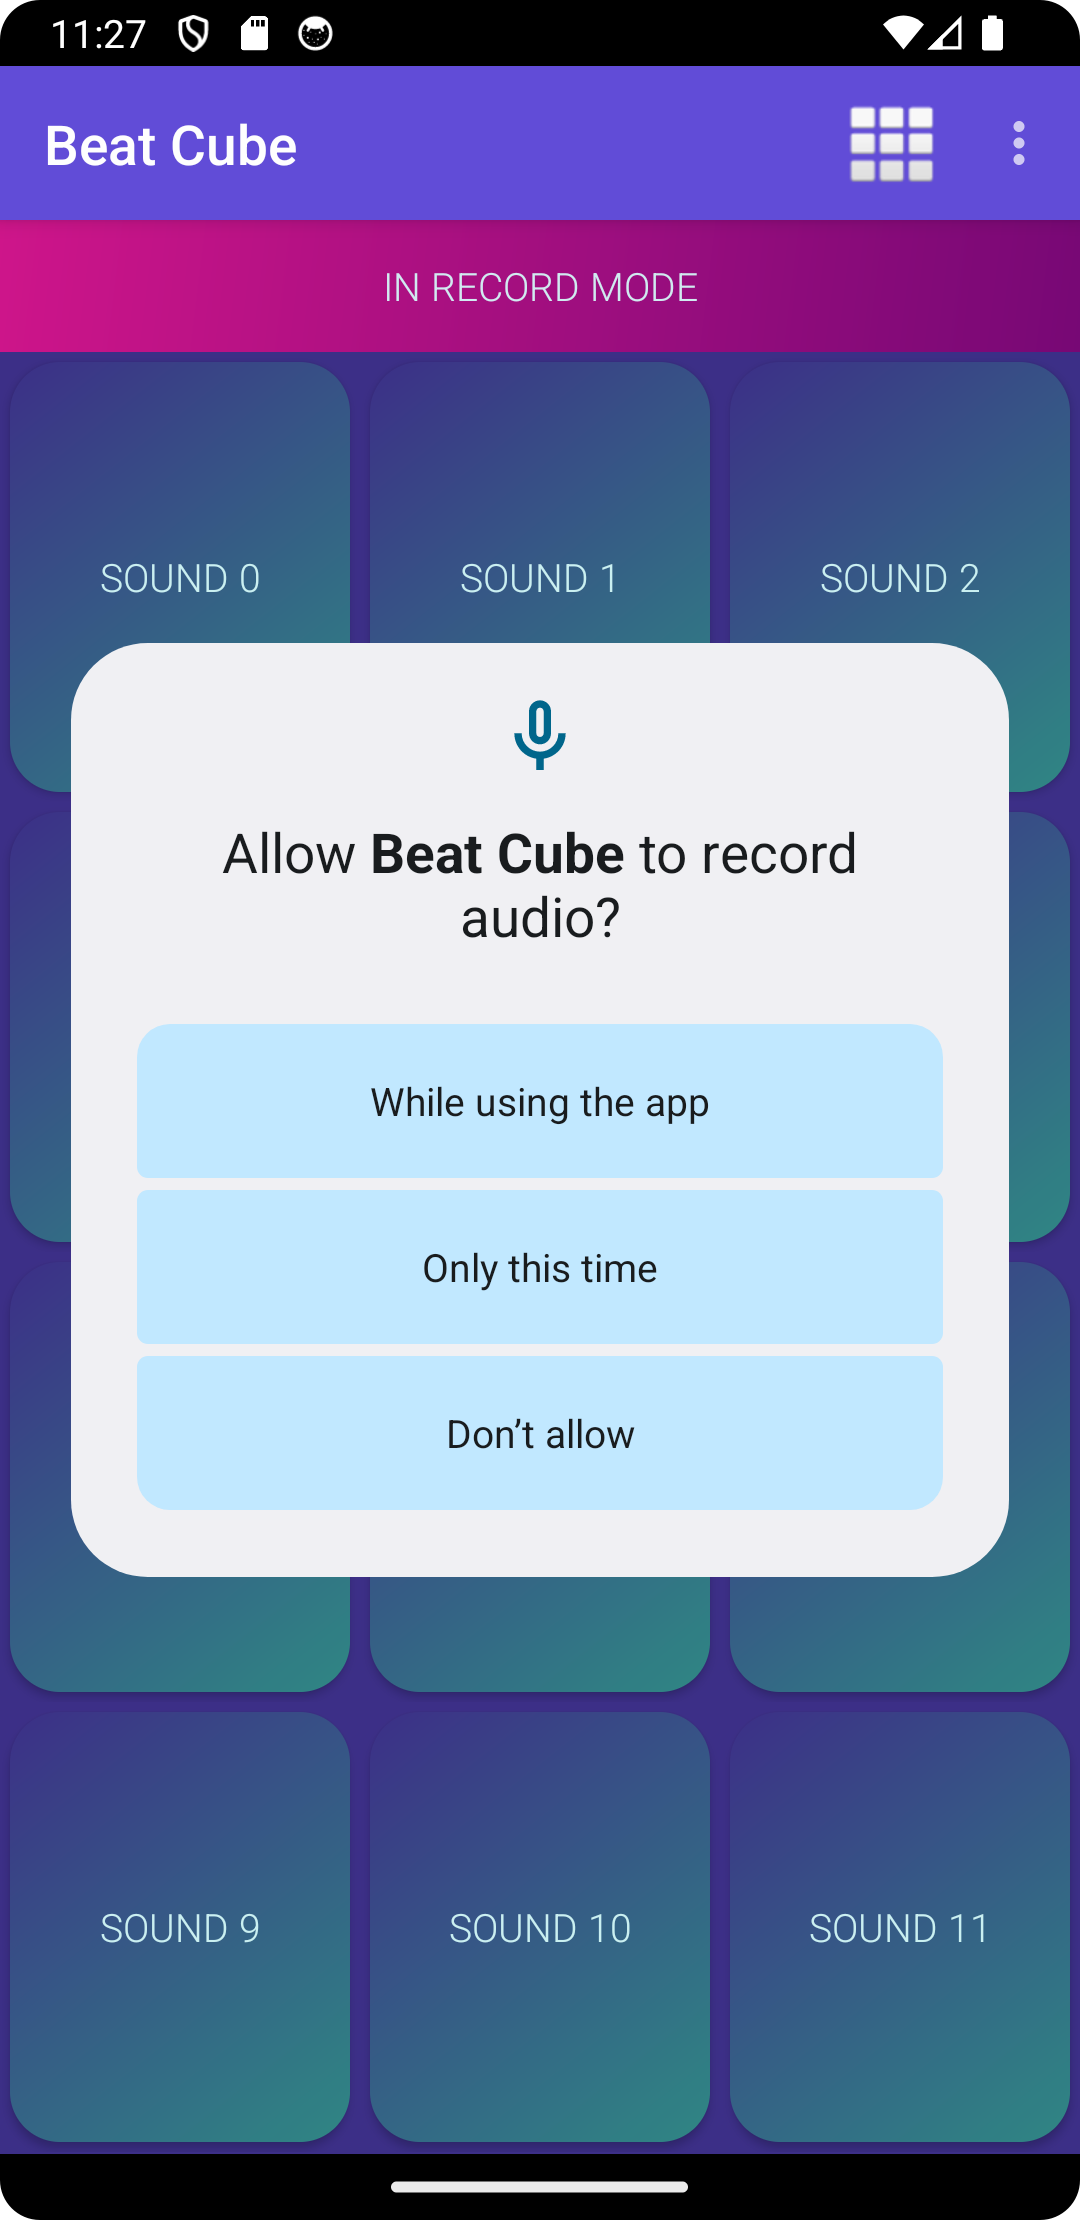 11:27
Beat Cube
IN RECORD MODE
SOUND 0
SOUND 1
SOUND 2
Allow Beat Cube to record
audio?
While using the app
Only this time
Don’t allow
SOUND 9
SOUND 10
SOUND 11